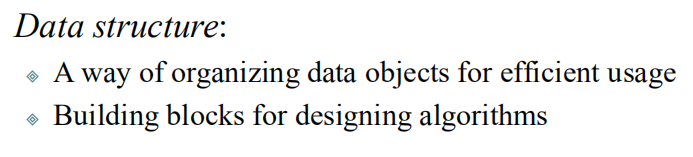 Data structure:
A way of organizing data objects for efficient usage
Building blocks for designing algorithms